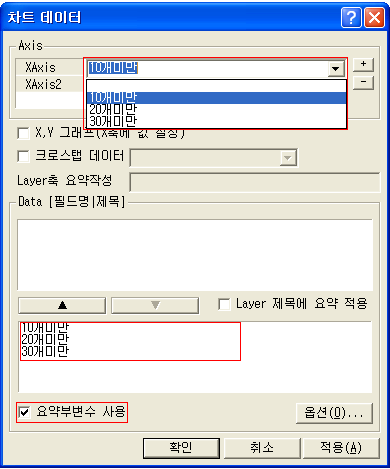 차트 데이터
Axis
XAxis
10개미만
XAxis2
10개미만
20개미만
30개미만
X,Y 그래프(X축에 값 설정)
크로스탭 데이터
Layer축 요약작성
Data [필드명|제목]
▲
▼
Layer 제목에 요약 적용
10개미만
20개미만
30개미만
요약부변수 사용
옵션(O)...
확인
취소
적용(A)